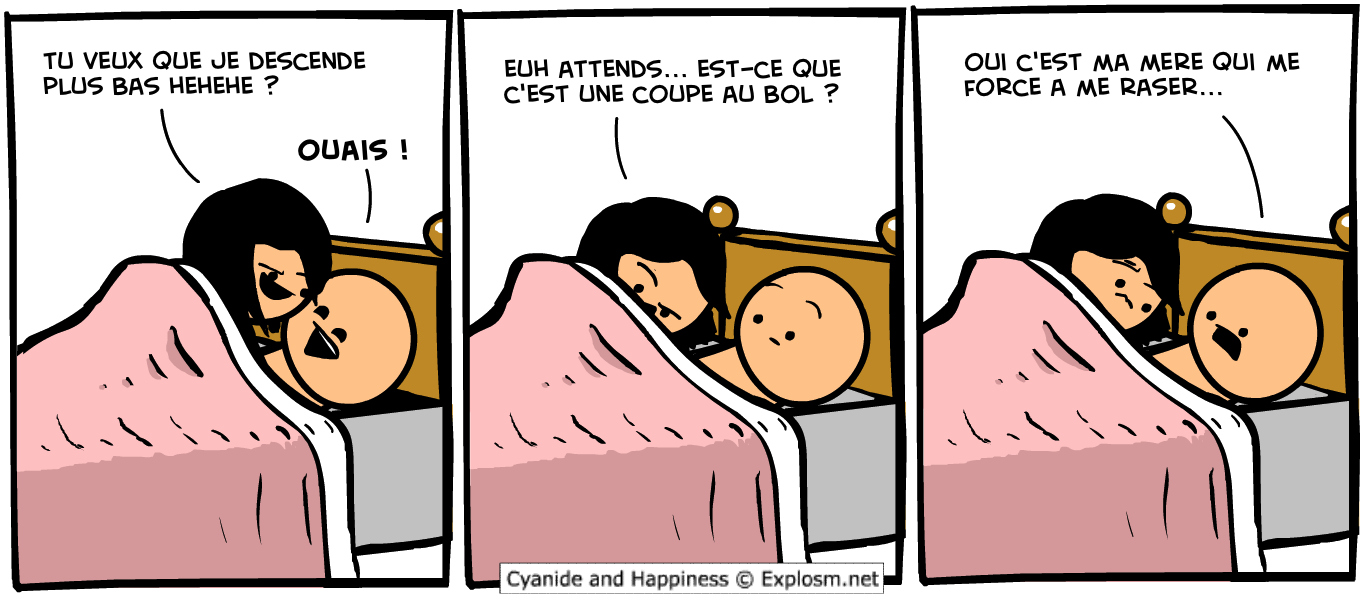 TU VEUX QUE JE DESCENDE
PLUS BAS HEHEHE ?
OUAIS !
EUH ATTENDS... EST-CE QUE
C'EST UNE COUPE AU BOL ?
OUI C'EST MA MERE QUI ME
FORCE A ME RASER...
Cyanide and Happiness © Explosm.net